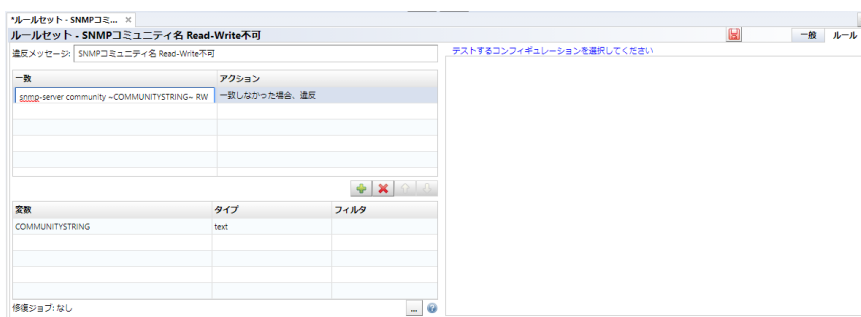 *ルールセット - SNMPコミ... ×
ルールセット - SNMPコミュニティ名 Read-Write不可
一般 ルール
違反メッセージ: SNMPコミュニティ名 Read-Write不可
テストするコンフィギュレーションを選択してください
一致 アクション
snmp-server community ~COMMUNITYSTRING~ RW 一致しなかった場合、違反
変数 タイプ フィルタ
COMMUNITYSTRING text
修復ジョブ: なし ...